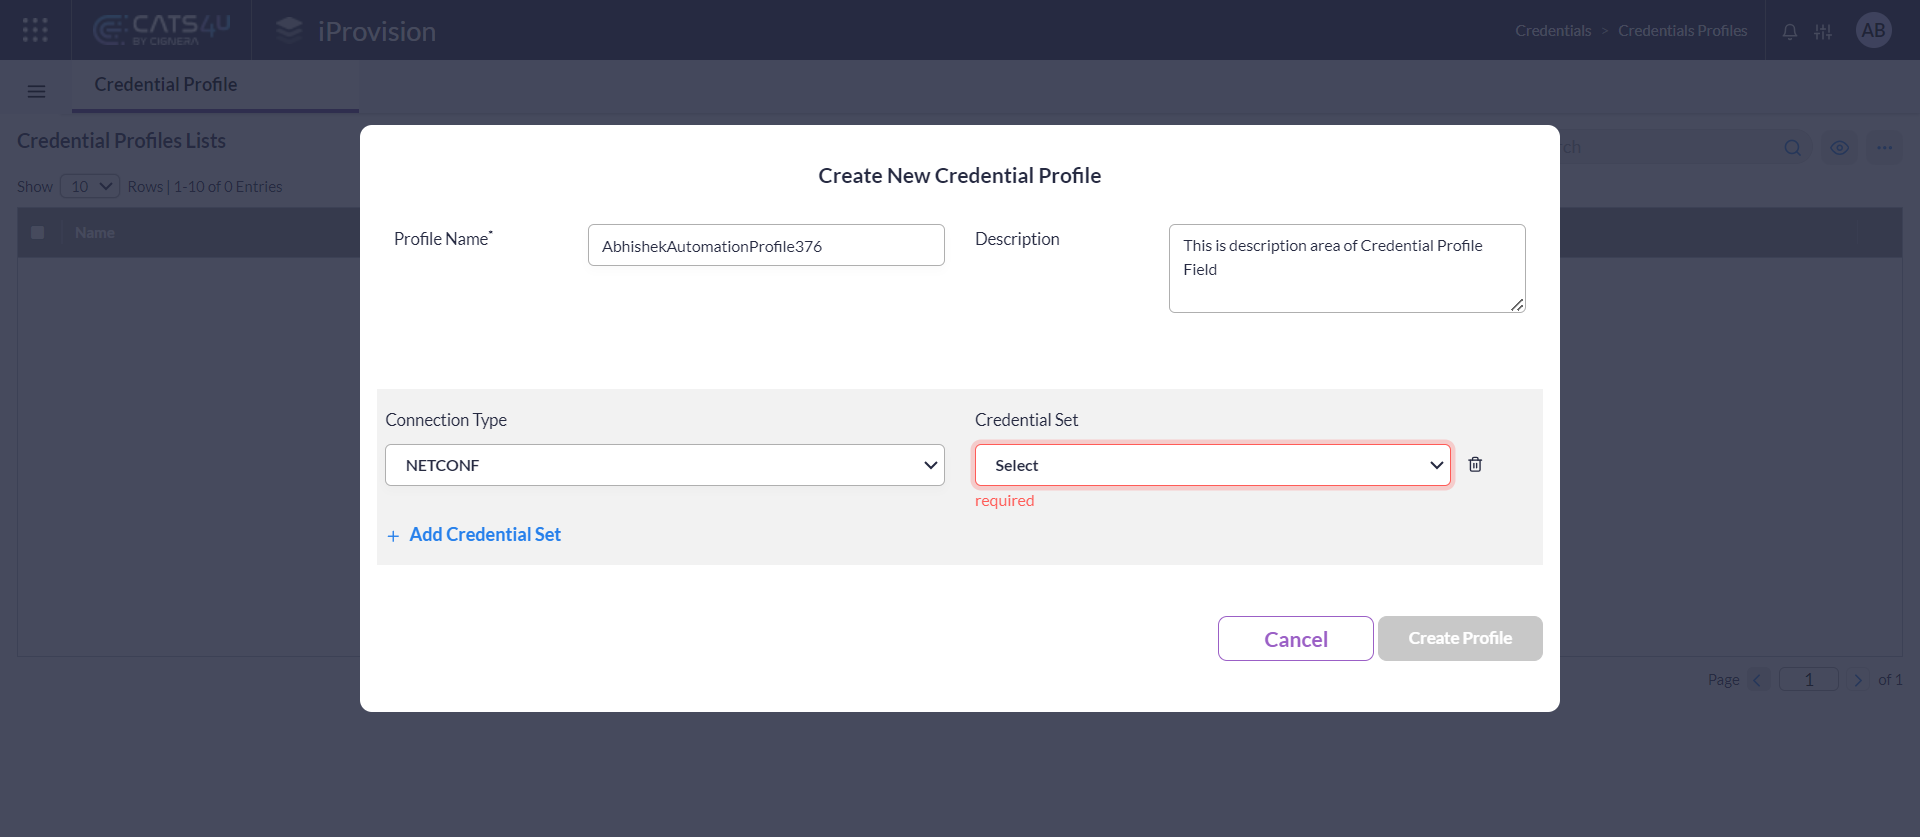 CATS4U
BY CIGNERA
iProvision
Credentials > Credentials Profiles
AB
Credential Profile
Credential Profiles Lists
Show 10 Rows | 1-10 of 0 Entries
Name
Create New Credential Profile
Profile Name*
AbhishekAutomationProfile376
Description
This is description area of Credential Profile
Field
Connection Type
Credential Set
NETCONF
Select
required
+ Add Credential Set
Cancel
Create Profile
Page 1 of 1